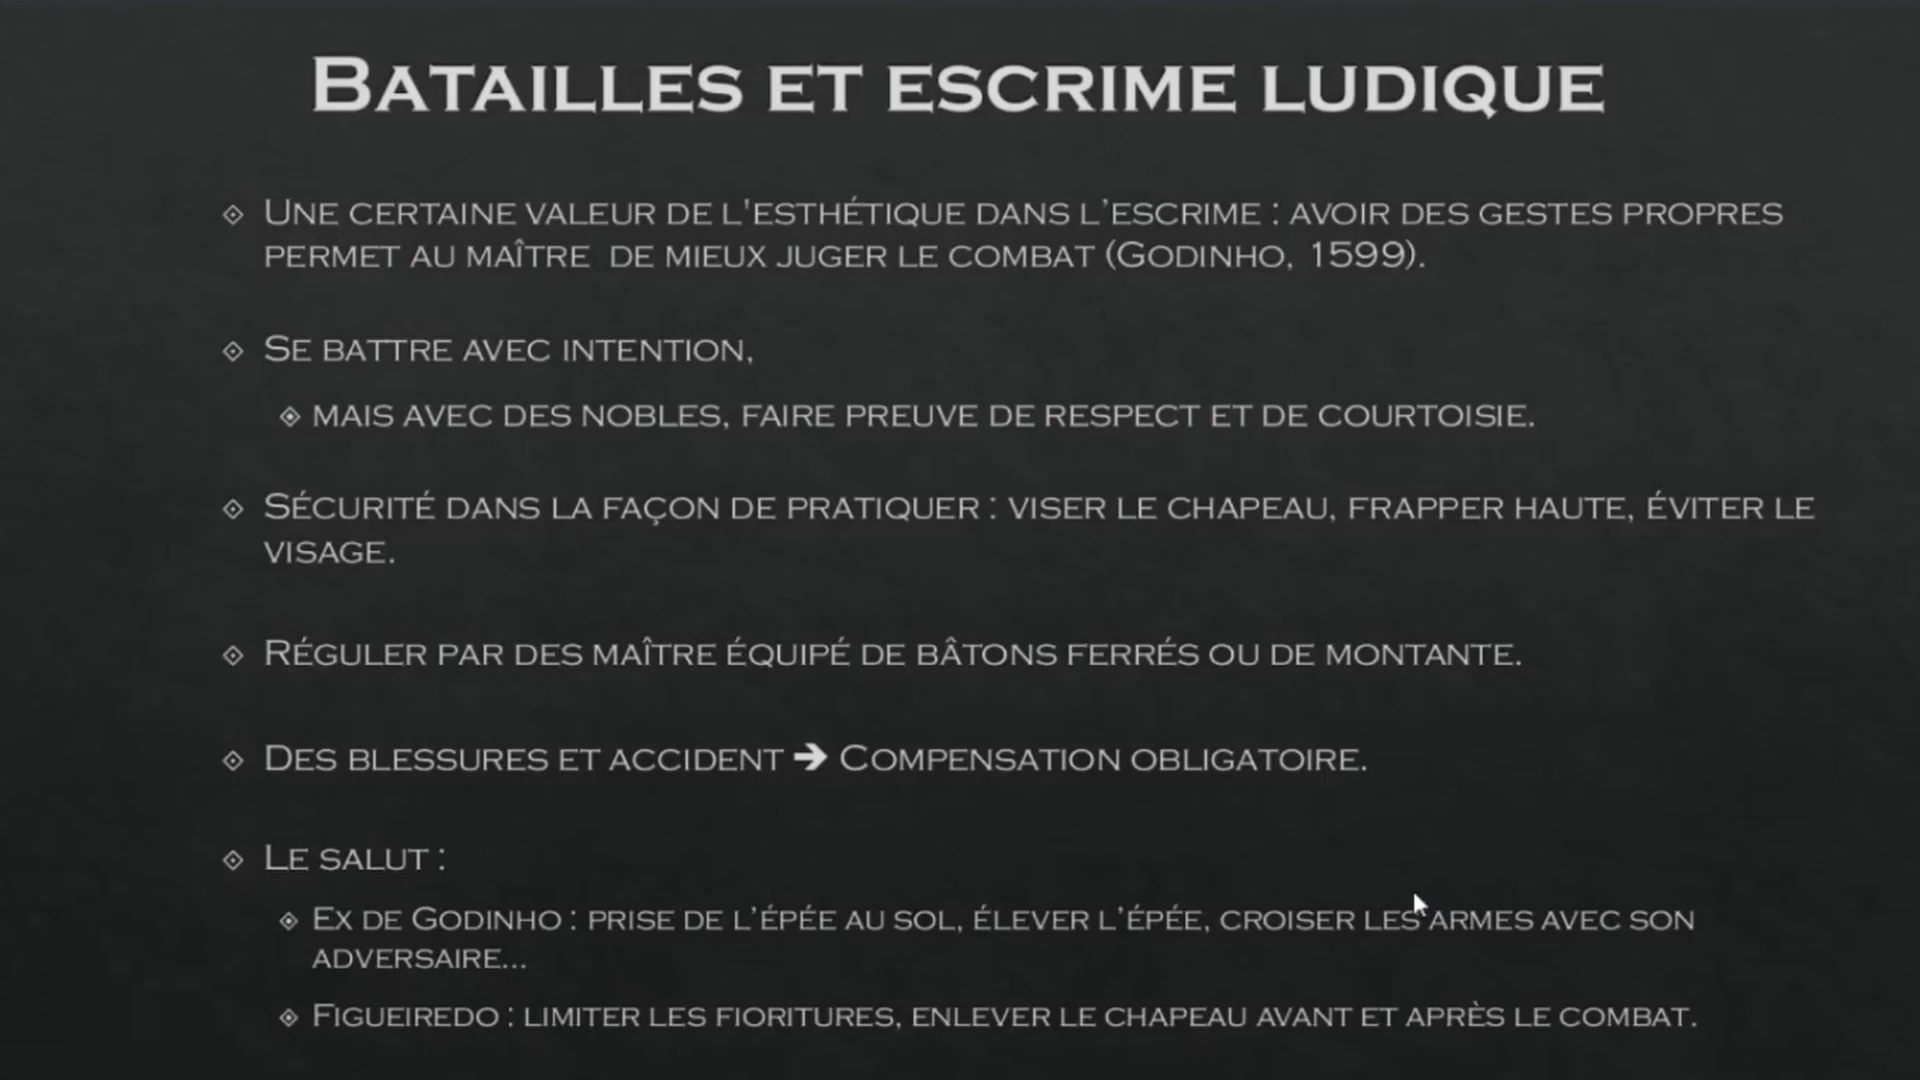 Batailles et escrime ludique
Une certaine valeur de l'esthétique dans l’escrime : avoir des gestes propres
permet au maître  de mieux juger le combat (Godinho, 1599).
Se battre avec intention,
mais avec des nobles, faire preuve de respect et de courtoisie.
Sécurité dans la façon de pratiquer : viser le chapeau, frapper haute, éviter le
visage.
Réguler par des maître équipé de bâtons ferrés ou de montante.
Des blessures et accident ➔ Compensation obligatoire.
Le salut :
Ex de Godinho : prise de l’épée au sol, élever l’épée, croiser les armes avec son
adversaire...
Figueiredo : limiter les fioritures, enlever le chapeau avant et après le combat.